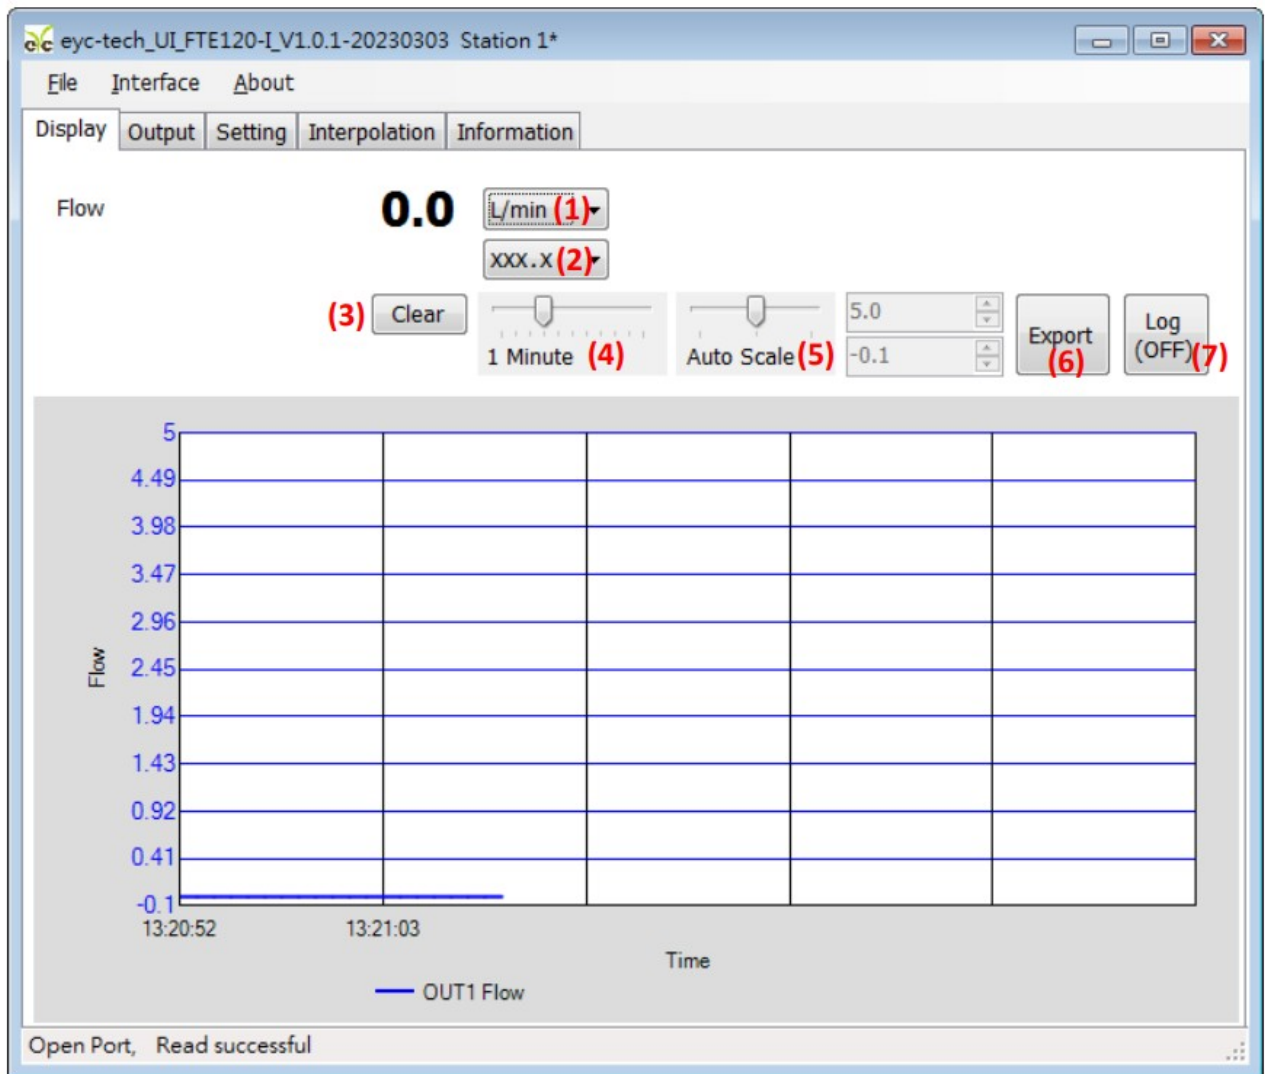 eyc-tech_UI_FTE120-I_V1.0.1-20230303 Station 1*
File Interface About
Display Output Setting Interpolation Information
Flow 0.0 L/min (1)
xxx.x (2)
(3) Clear 1 Minute (4) Auto Scale (5) 5.0 -0.1 Export (6) Log (OFF) (7)
5
4.49
3.98
3.47
2.96
2.45
1.94
1.43
0.92
0.41
-0.1
Flow
13:20:52 13:21:03
Time
OUT1 Flow
Open Port, Read successful